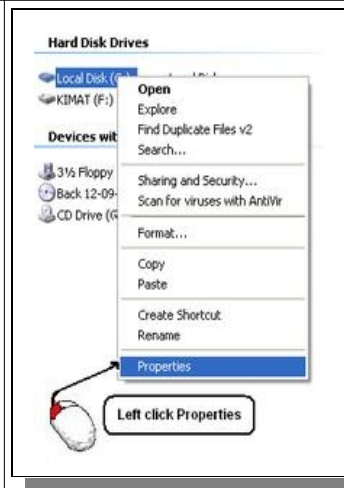 Hard Disk Drives
Local Disk
KIMAT (F:)
Devices wit
3½ Floppy
Back 12-09-
CD Drive (G
Open
Explore
Find Duplicate Files v2
Search...
Sharing and Security...
Scan for viruses with AntiVir
Format...
Copy
Paste
Create Shortcut
Rename
Properties
Left click Properties